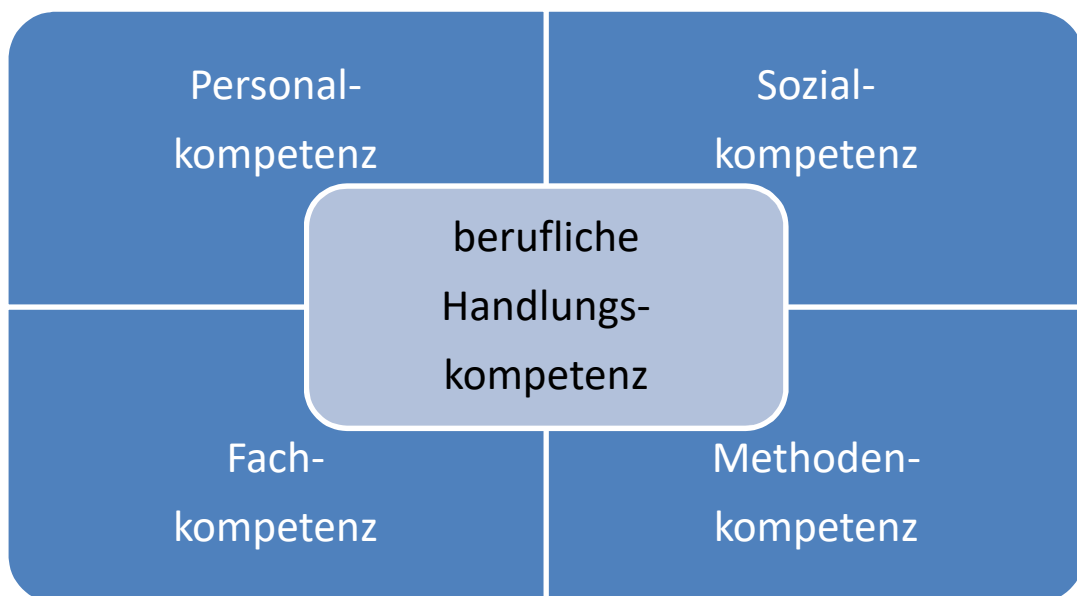 Personal-
kompetenz
Sozial-
kompetenz
berufliche
Handlungs-
kompetenz
Fach-
kompetenz
Methoden-
kompetenz